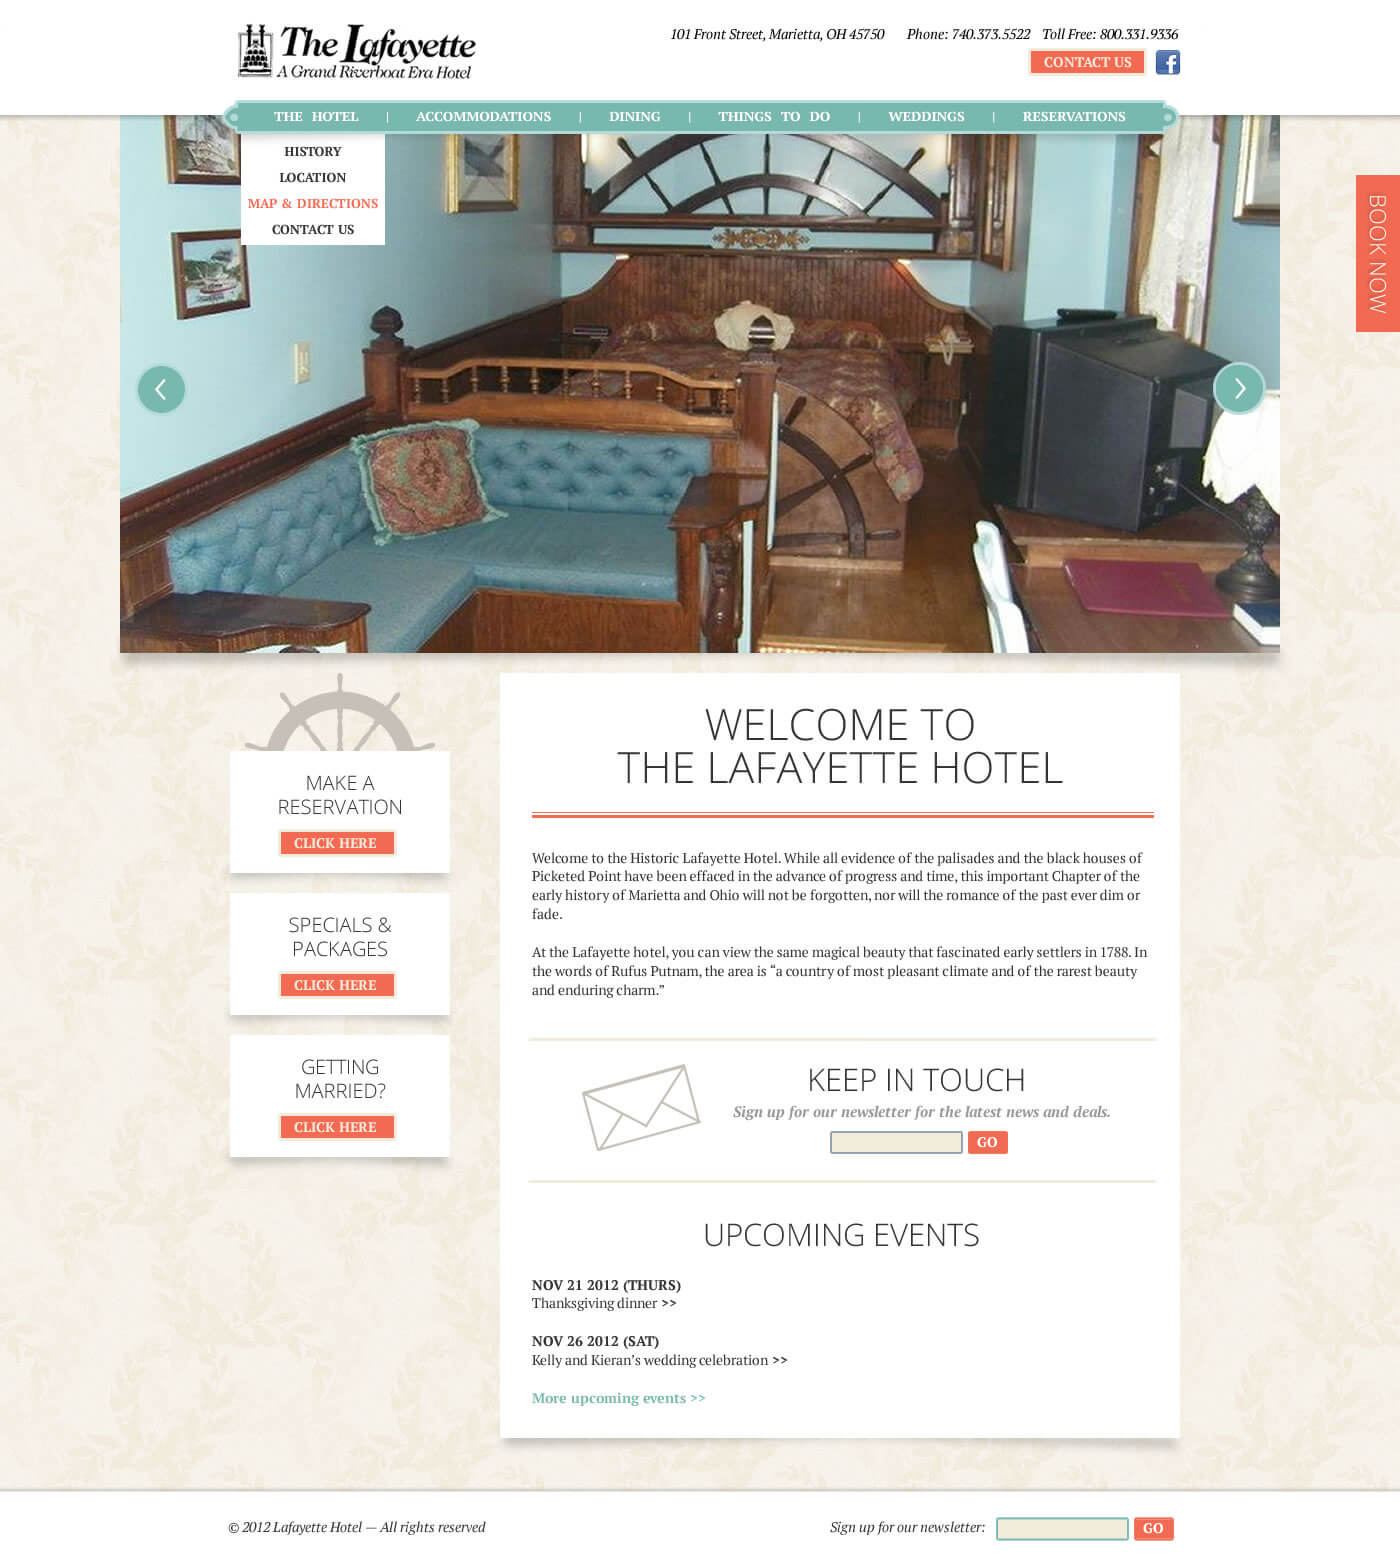 The Lafayette
A Grand Riverboat Era Hotel
101 Front Street, Marietta, OH 45750 Phone: 740.373.5522 Toll Free: 800.331.9336
CONTACT US f
THE HOTEL | ACCOMMODATIONS | DINING | THINGS TO DO | WEDDINGS | RESERVATIONS
HISTORY
LOCATION
MAP & DIRECTIONS
CONTACT US
BOOK NOW
MAKE A
RESERVATION
CLICK HERE
SPECIALS &
PACKAGES
CLICK HERE
GETTING
MARRIED?
CLICK HERE
WELCOME TO
THE LAFAYETTE HOTEL
Welcome to the Historic Lafayette Hotel. While all evidence of the palisades and the black houses of
Picketed Point have been effaced in the advance of progress and time, this important Chapter of the
early history of Marietta and Ohio will not be forgotten, nor will the romance of the past ever dim or
fade.
At the Lafayette hotel, you can view the same magical beauty that fascinated early settlers in 1788. In
the words of Rufus Putnam, the area is “a country of most pleasant climate and of the rarest beauty
and enduring charm.”
KEEP IN TOUCH
Sign up for our newsletter for the latest news and deals.
GO
UPCOMING EVENTS
NOV 21 2012 (THURS)
Thanksgiving dinner >>
NOV 26 2012 (SAT)
Kelly and Kieran’s wedding celebration >>
More upcoming events >>
© 2012 Lafayette Hotel — All rights reserved
Sign up for our newsletter: GO